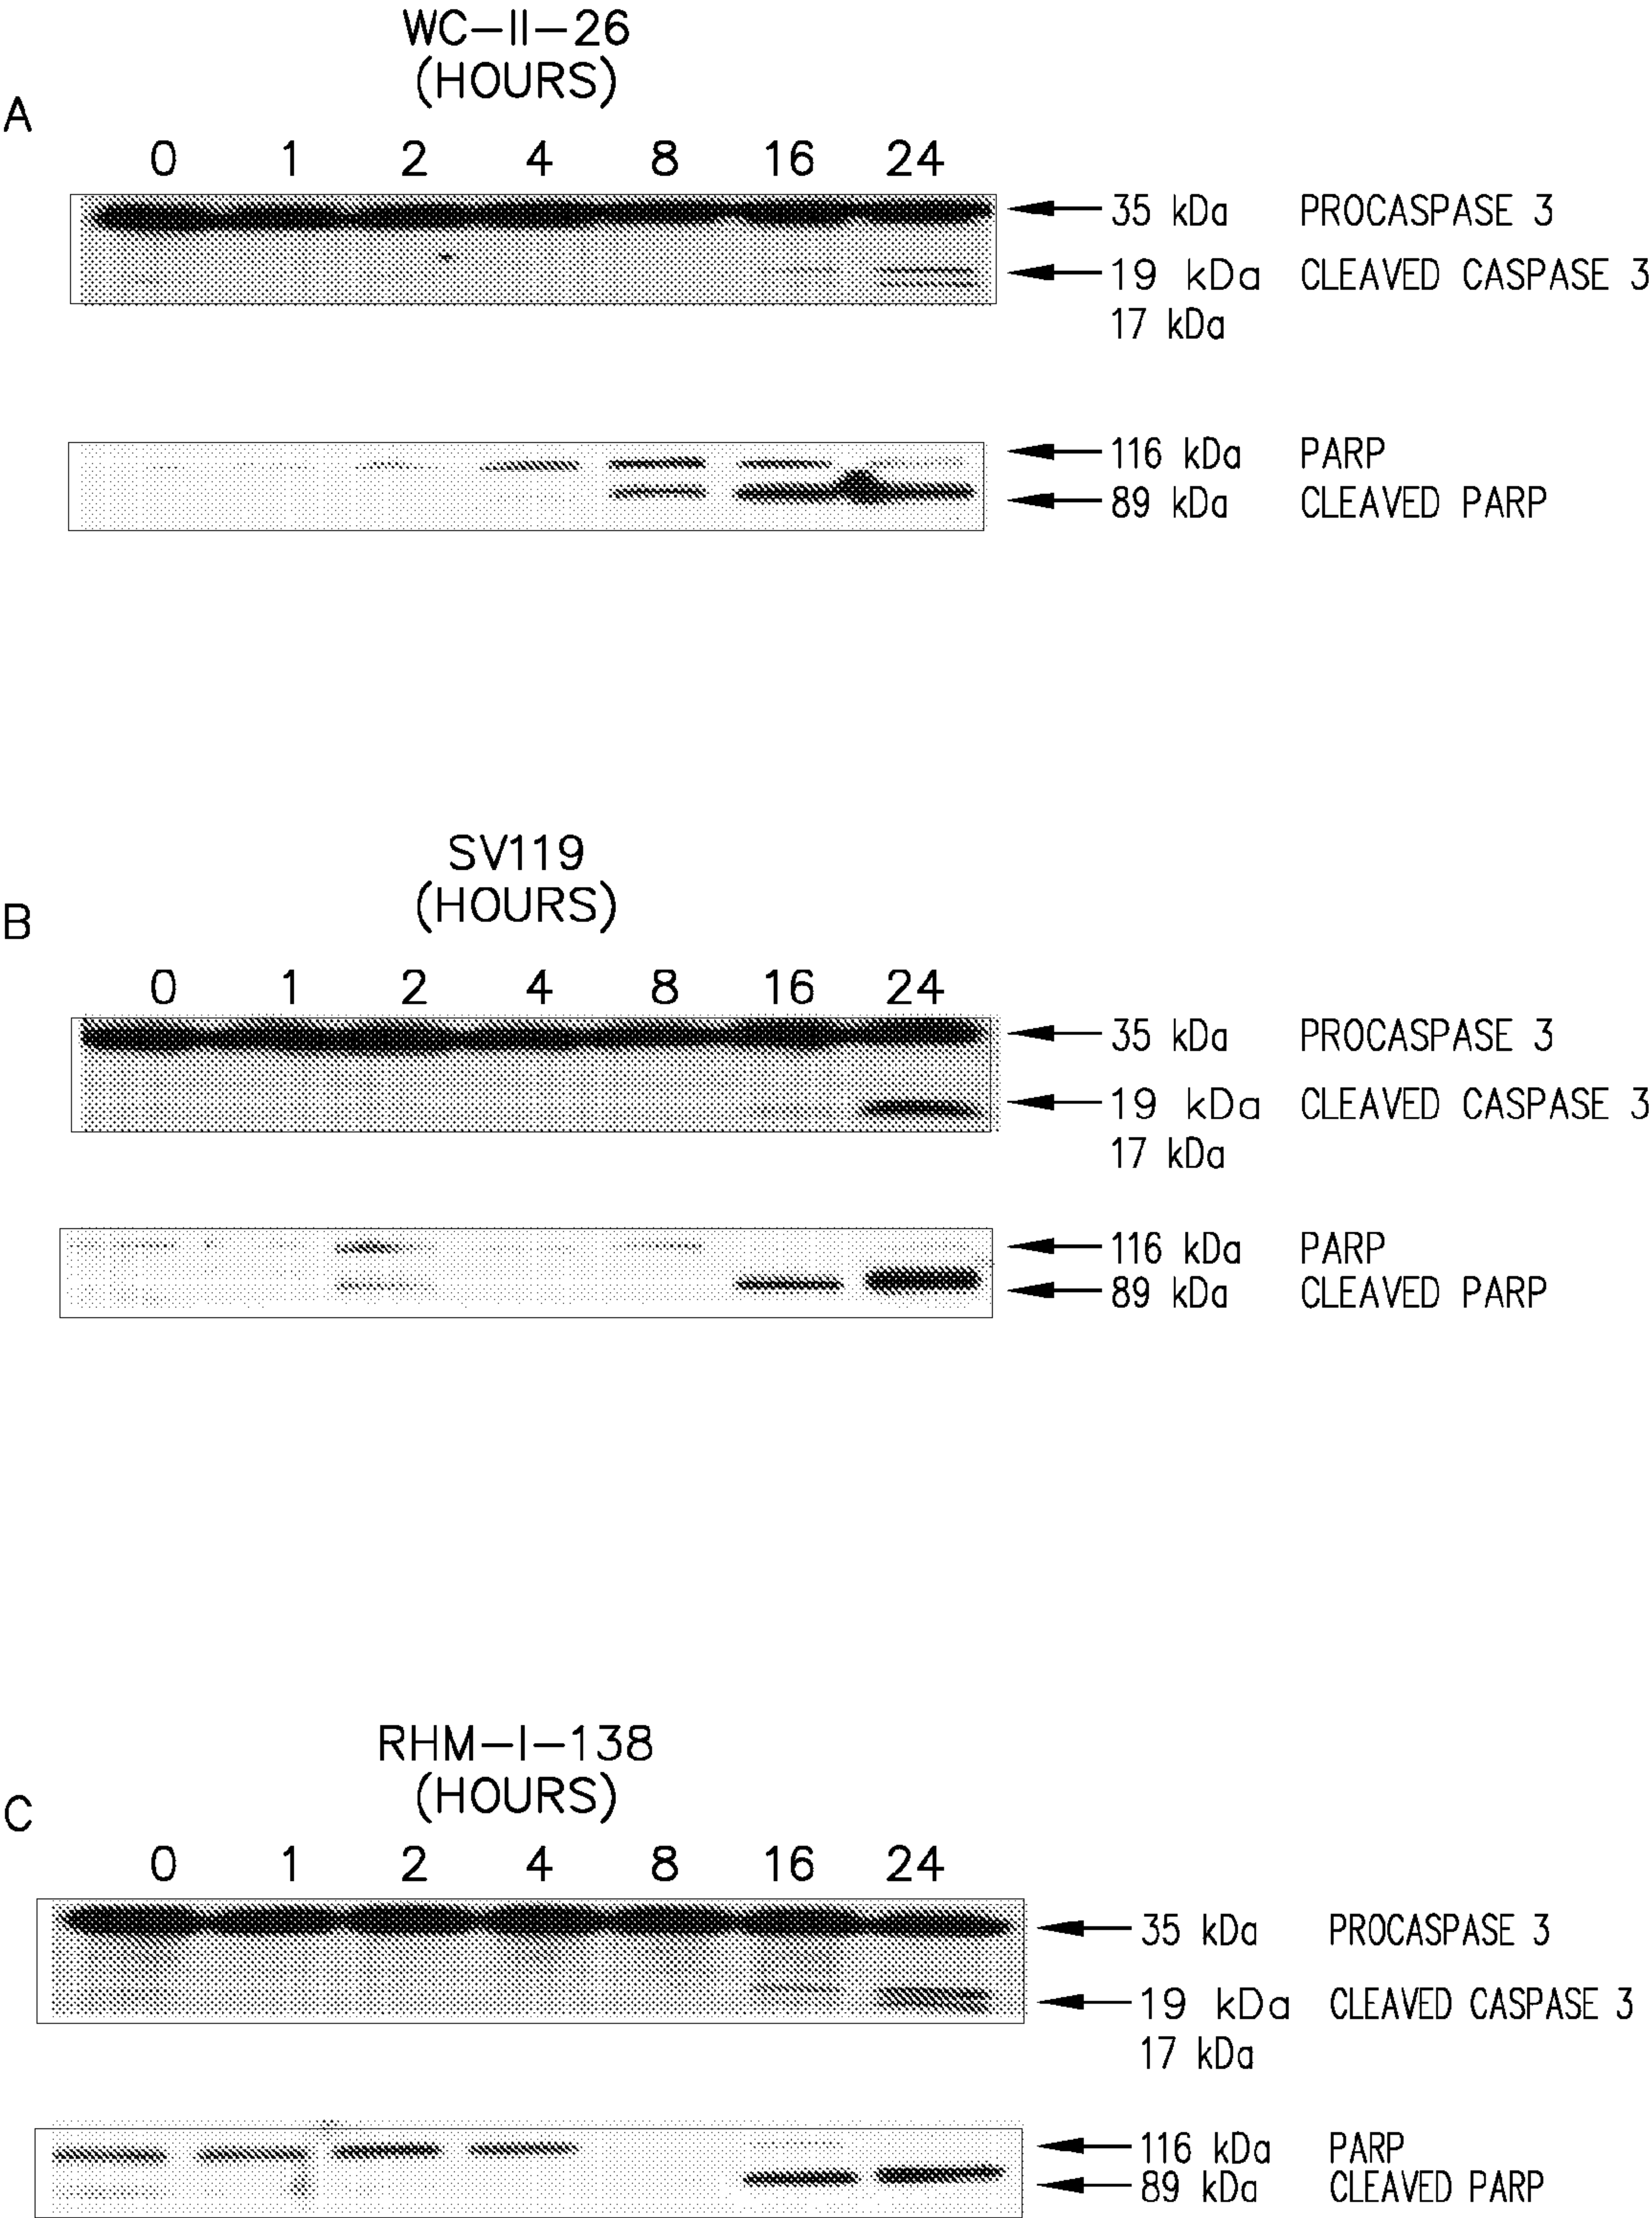 WC-II-26
(HOURS)
A
0 1 2 4 8 16 24
35 kDa PROCASPASE 3
19 kDa CLEAVED CASPASE 3
17 kDa
116 kDa PARP
89 kDa CLEAVED PARP
SV119
(HOURS)
B
0 1 2 4 8 16 24
35 kDa PROCASPASE 3
19 kDa CLEAVED CASPASE 3
17 kDa
116 kDa PARP
89 kDa CLEAVED PARP
RHM-I-138
(HOURS)
C
0 1 2 4 8 16 24
35 kDa PROCASPASE 3
19 kDa CLEAVED CASPASE 3
17 kDa
116 kDa PARP
89 kDa CLEAVED PARP